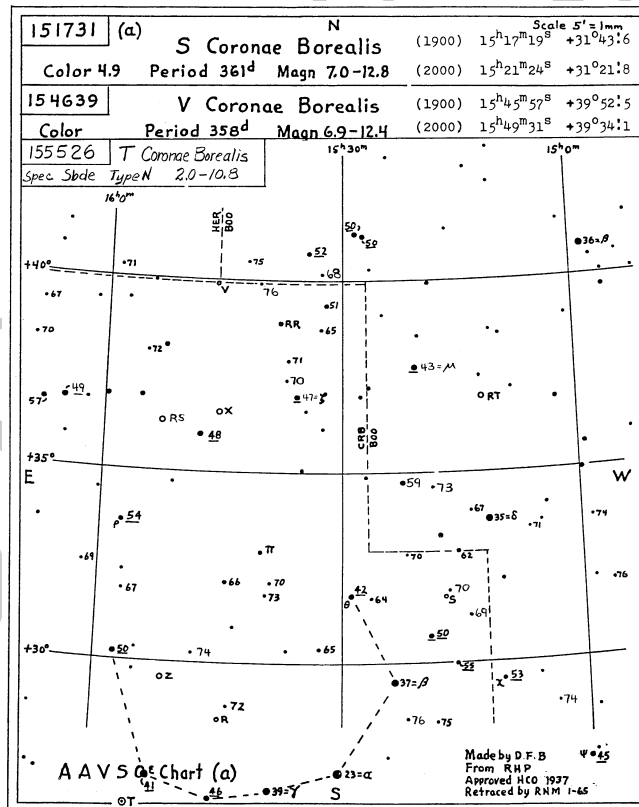 151731 (a) N Scale 5'=1mm
S Coronae Borealis (1900) 15h17m19s +31°43!6
Color 4.9 Period 361d Magn 7.0-12.8 (2000) 15h21m24s +31°21!8
154639 V Coronae Borealis (1900) 15h45m57s +39°52!5
Color Period 358d Magn 6.9-12.4 (2000) 15h49m31s +39°34!1
155526 T Coronae Borealis
Spec Sbde Type N 2.0-10.8
15h30m 15h0m
16h0m
HER BOO
50, 50
36=β
52
+40° 71 75
68
V 76
67
51
70 RR 65
72
71
43=μ
70
57 49 47=ζ RT
RS X
48
CRB BOO
+35°
E W
59 73
54 67 74
ρ 35=δ 71
69 π 70 62
76
67 66 70 42 70
73 θ 64 S
69
50
+30° 50 74 65
55
Z 53
37=β χ
72 74
R 76 75
Made by D.F.B
From RHP
Approved HCO 1937
Retraced by RNM 1-65
ψ 45
AAVSO Chart (a) 23=α
ε 41 39=γ S
46
T